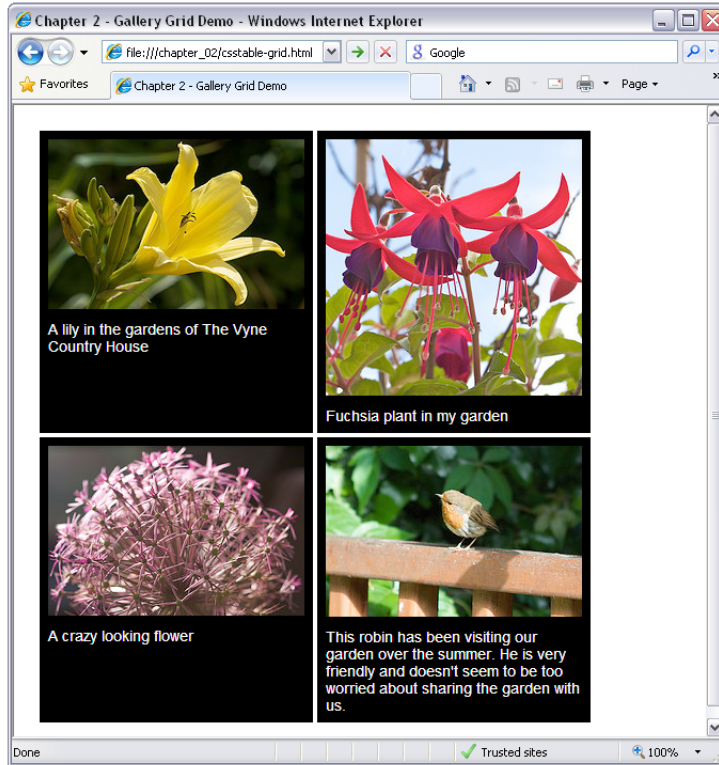 Chapter 2 - Gallery Grid Demo - Windows Internet Explorer
file:///chapter_02/csstable-grid.html
Google
Favorites
Chapter 2 - Gallery Grid Demo
Page
»
A lily in the gardens of The Vyne
Country House
Fuchsia plant in my garden
A crazy looking flower
This robin has been visiting our
garden over the summer. He is very
friendly and doesn't seem to be too
worried about sharing the garden with
us.
Done
Trusted sites
100%